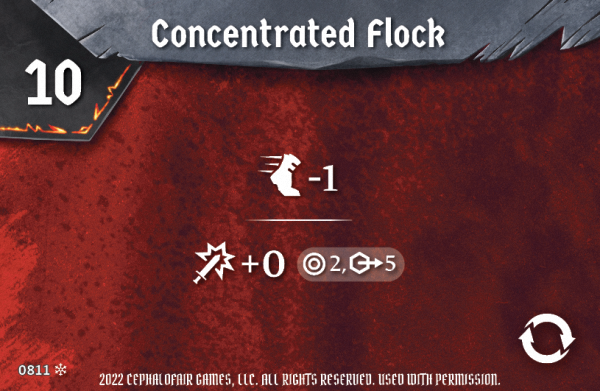 Concentrated Flock
10
-1
+0 2, 5
0811
2022 CEPHALOFAIR GAMES, LLC. ALL RIGHTS RESERVED. USED WITH PERMISSION.